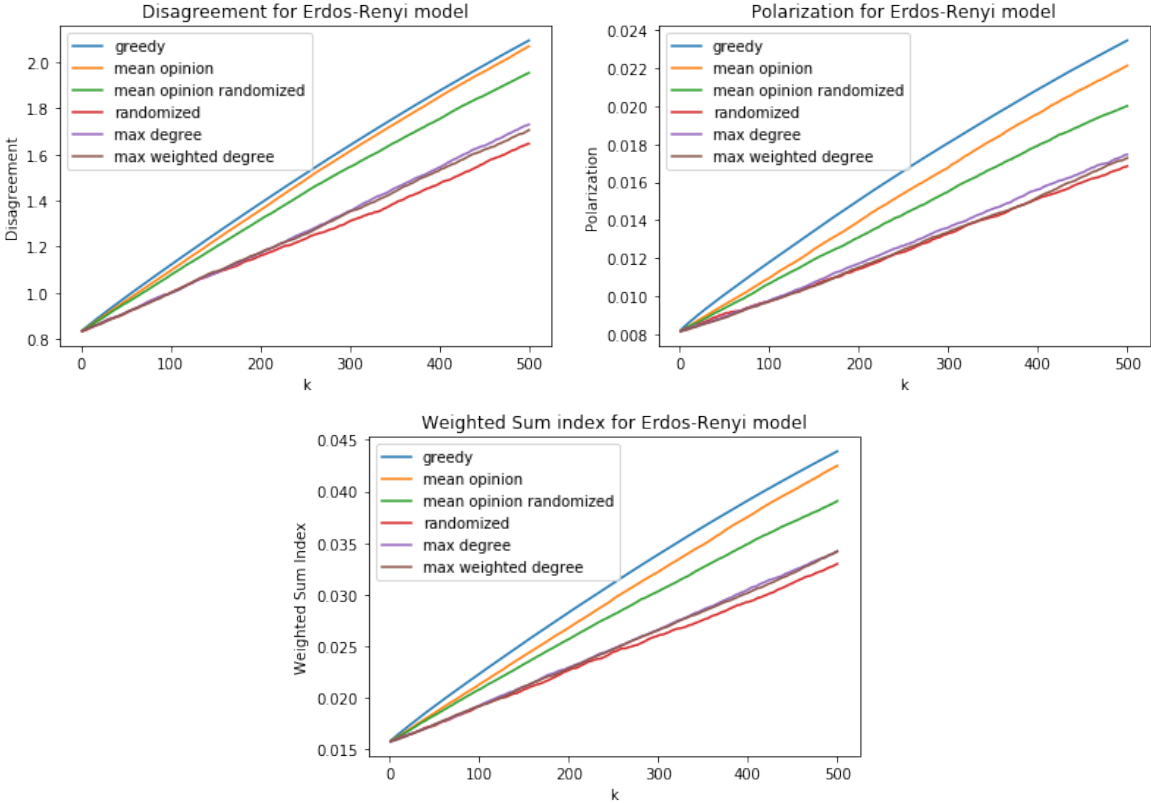 Disagreement for Erdos-Renyi model
greedy
mean opinion
mean opinion randomized
randomized
max degree
max weighted degree
Disagreement
2.0
1.8
1.6
1.4
1.2
1.0
0.8
0 100 200 300 400 500
k
Polarization for Erdos-Renyi model
greedy
mean opinion
mean opinion randomized
randomized
max degree
max weighted degree
Polarization
0.024
0.022
0.020
0.018
0.016
0.014
0.012
0.010
0.008
0 100 200 300 400 500
k
Weighted Sum index for Erdos-Renyi model
greedy
mean opinion
mean opinion randomized
randomized
max degree
max weighted degree
Weighted Sum Index
0.045
0.040
0.035
0.030
0.025
0.020
0.015
0 100 200 300 400 500
k